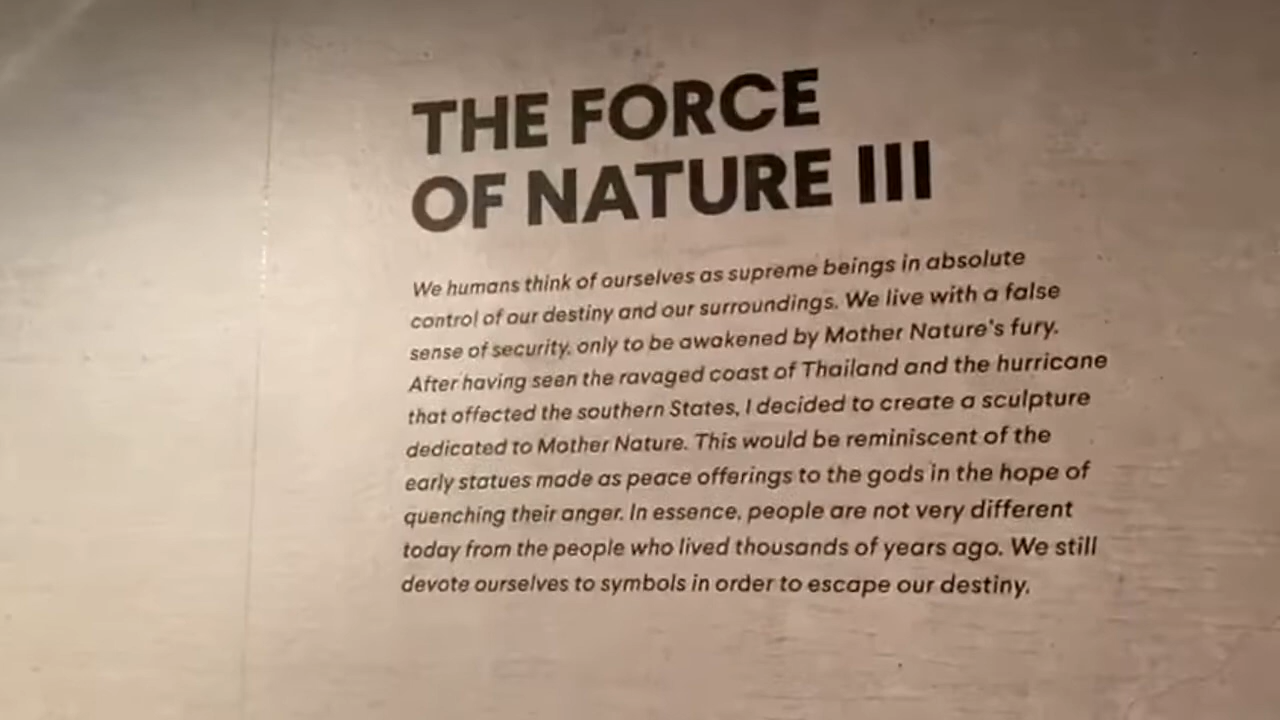 THE FORCE
OF NATURE III
We humans think of ourselves as supreme beings in absolute
control of our destiny and our surroundings. We live with a false
sense of security, only to be awakened by Mother Nature's fury.
After having seen the ravaged coast of Thailand and the hurricane
that affected the southern States, I decided to create a sculpture
dedicated to Mother Nature. This would be reminiscent of the
early statues made as peace offerings to the gods in the hope of
quenching their anger. In essence, people are not very different
today from the people who lived thousands of years ago. We still
devote ourselves to symbols in order to escape our destiny.